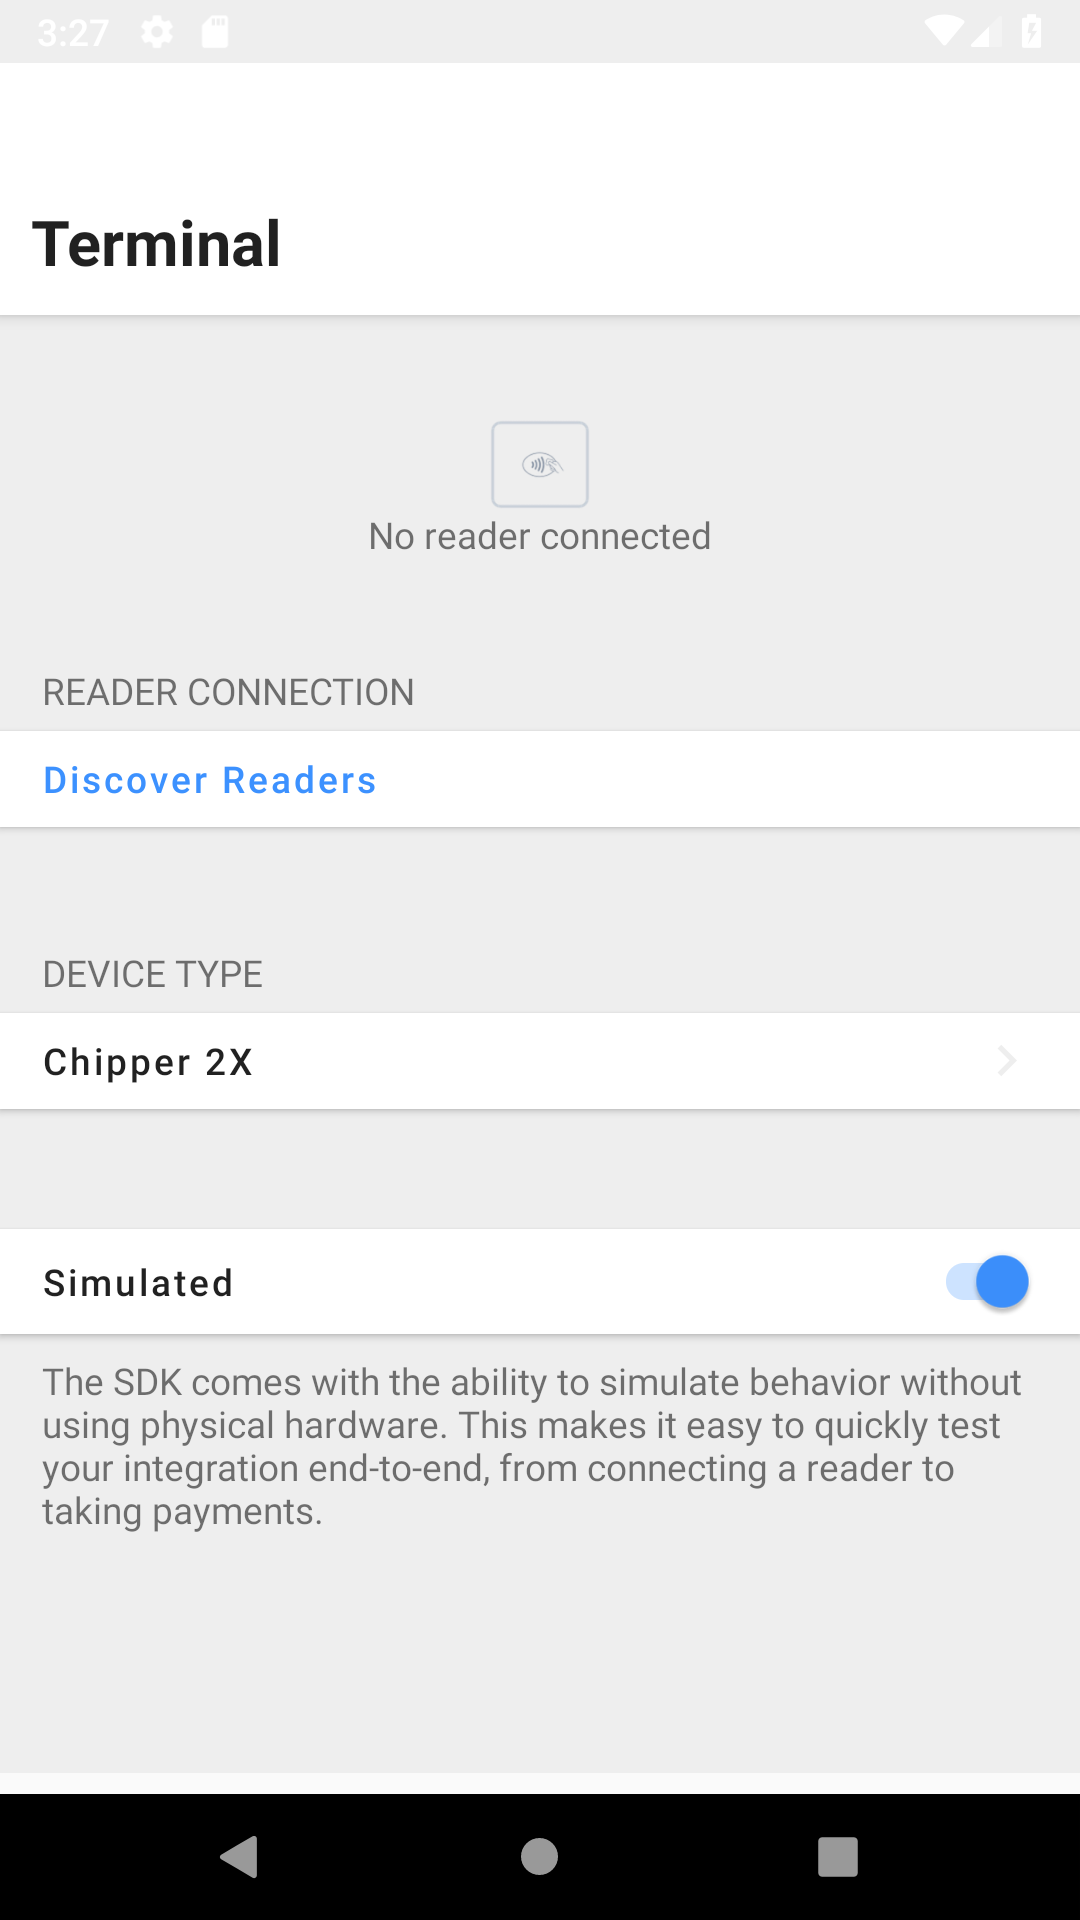 3:27
Terminal
No reader connected
READER CONNECTION
Discover Readers
DEVICE TYPE
Chipper 2X
Simulated
The SDK comes with the ability to simulate behavior without
using physical hardware. This makes it easy to quickly test
your integration end-to-end, from connecting a reader to
taking payments.